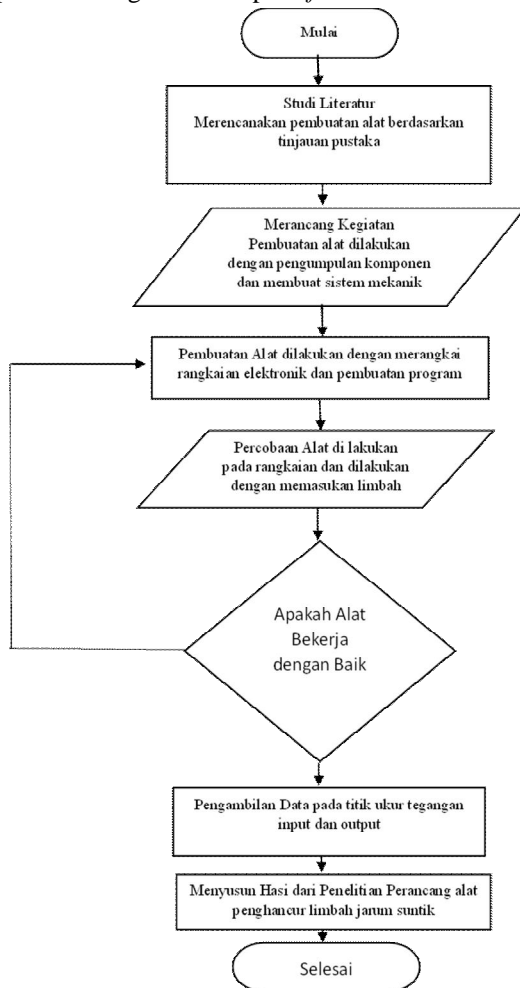 Mulai
Studi Literatur
Merencanakan pembuatan alat berdasarkan
tinjauan pustaka
Merancang Kegiatan
Pembuatan alat dilakukan
dengan pengumpulan komponen
dan membuat sistem mekanik
Pembuatan Alat dilakukan dengan merangkai
rangkaian elektronik dan pembuatan program
Percobaan Alat di lakukan
pada rangkaian dan dilakukan
dengan memasukan limbah
Apakah Alat
Bekerja
dengan Baik
Pengambilan Data pada titik ukur tegangan
input dan output
Menyusun Hasi dari Penelitian Perancang alat
penghancur limbah jarum suntik
Selesai